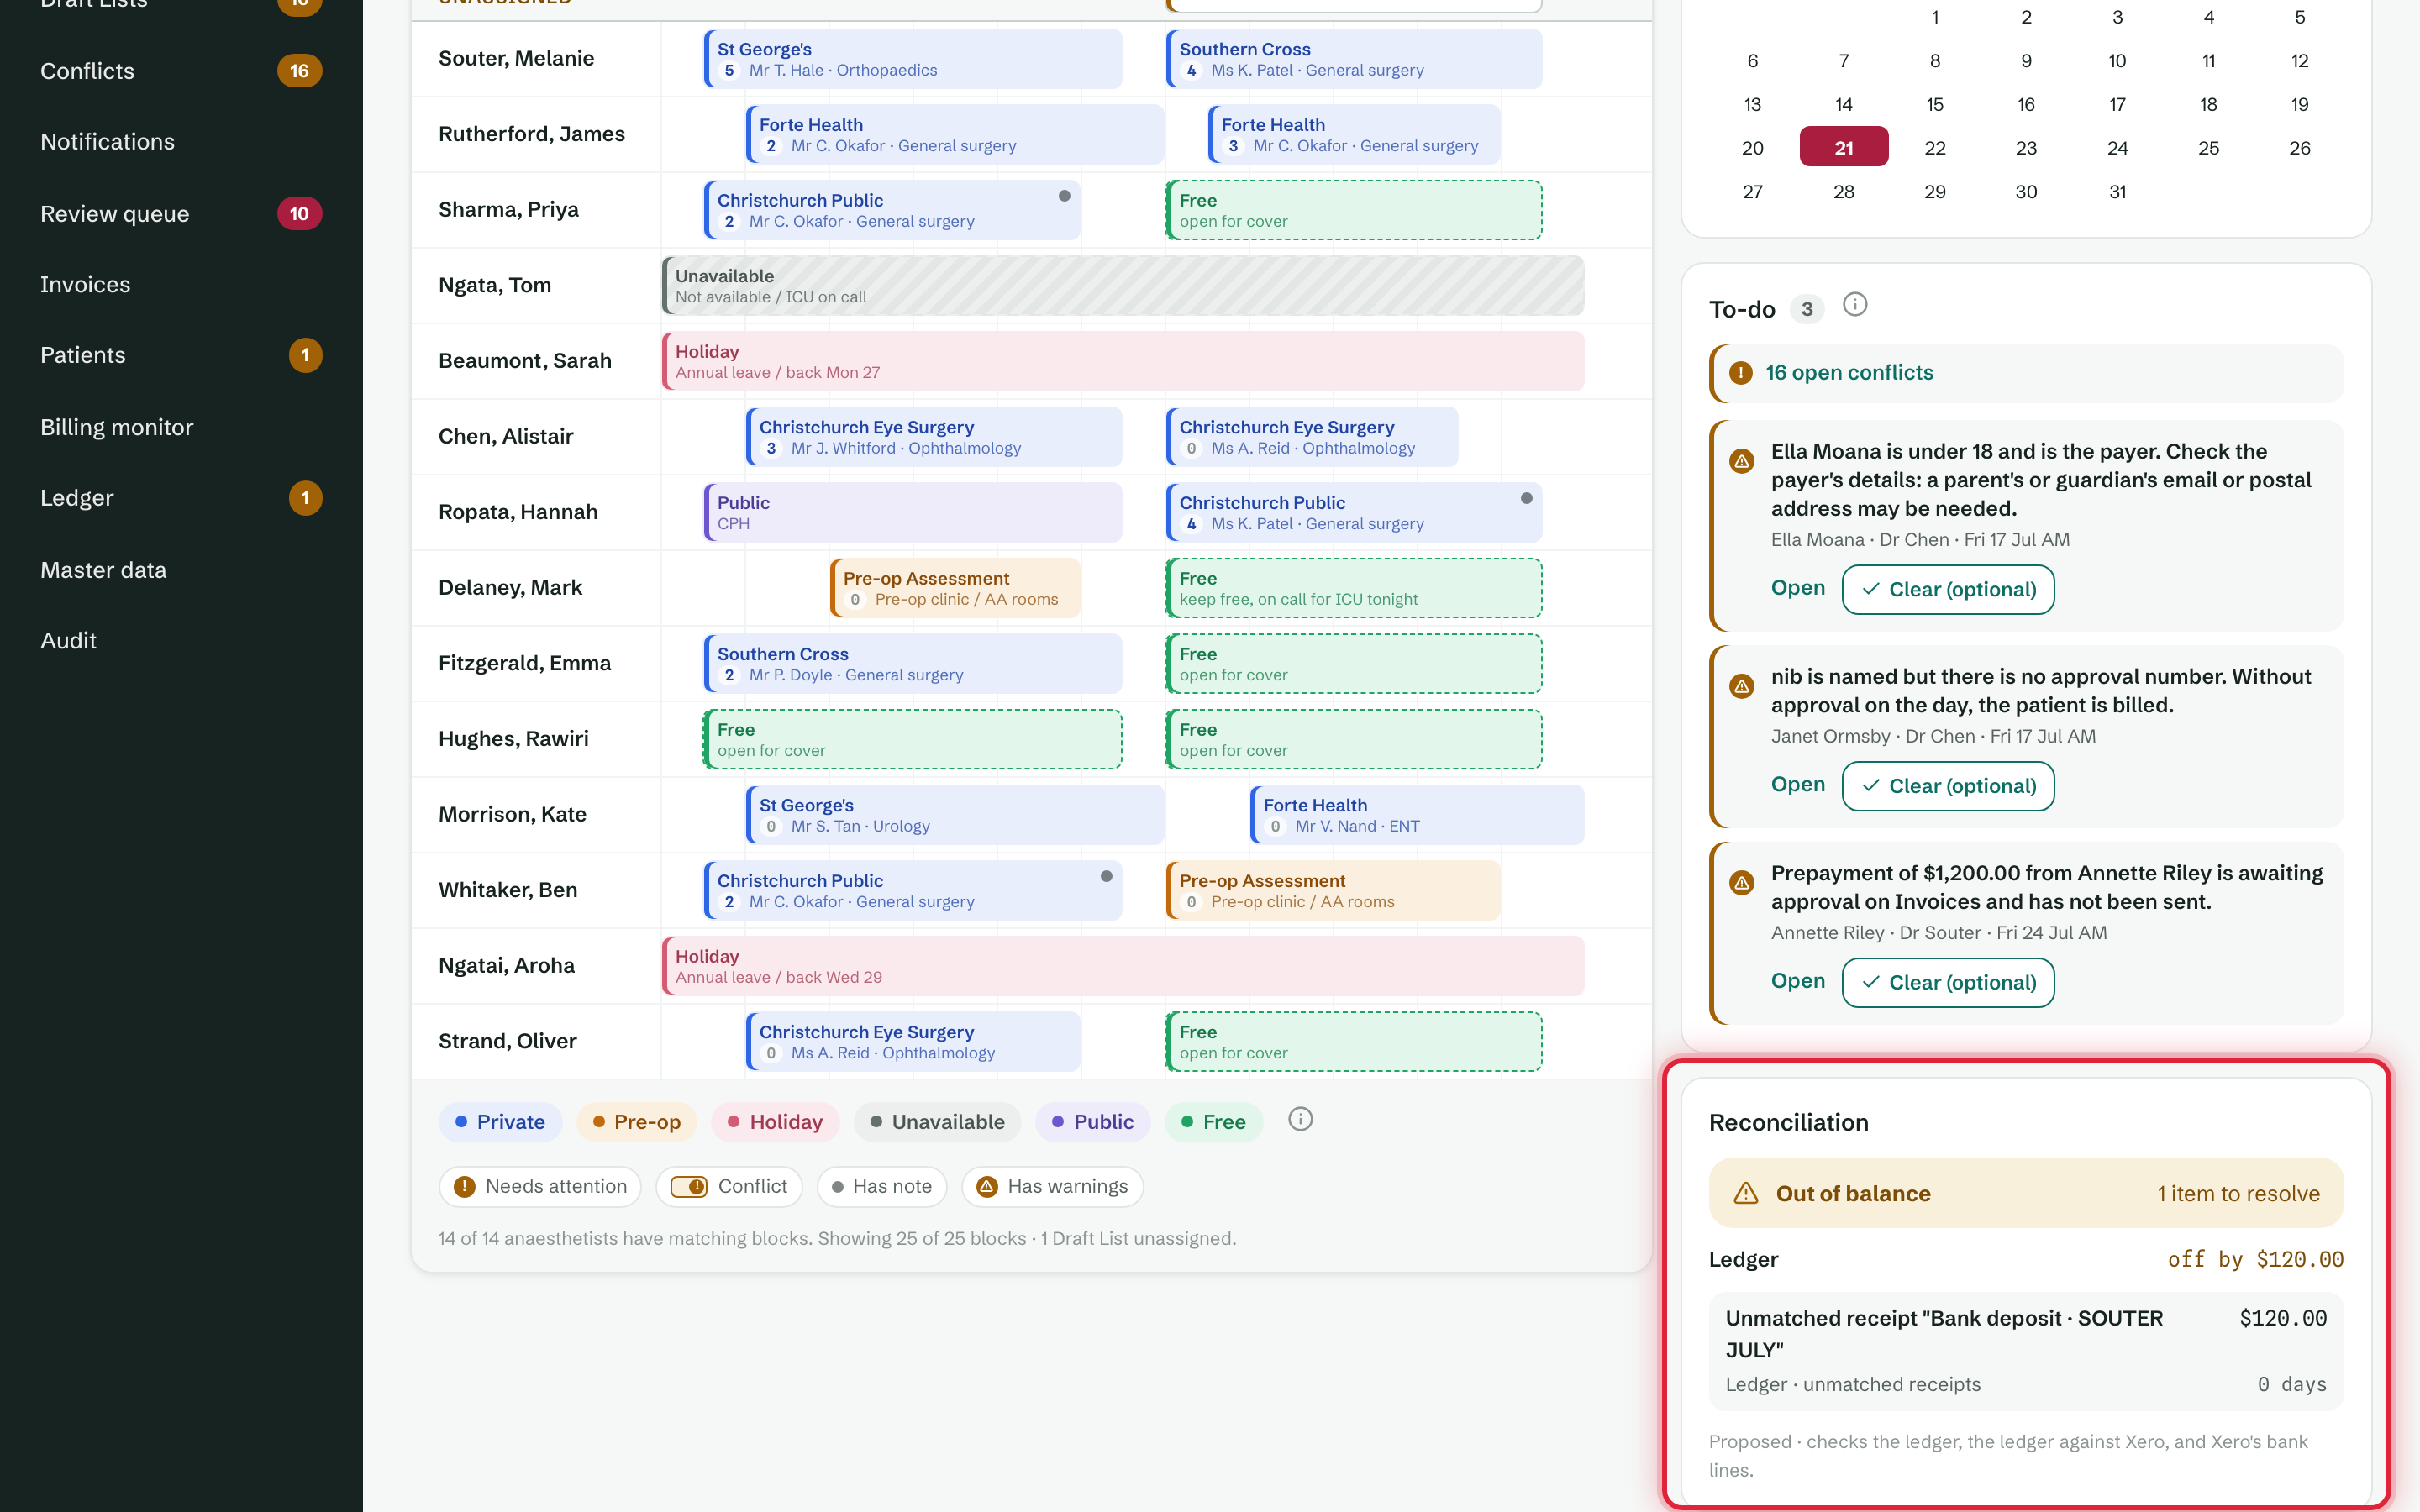 Draft Lists 10
Conflicts 16
Notifications
Review queue 10
Invoices
Patients 1
Billing monitor
Ledger 1
Master data
Audit
UNASSIGNED
Souter, Melanie
St George's
5 Mr T. Hale · Orthopaedics
Southern Cross
4 Ms K. Patel · General surgery
Rutherford, James
Forte Health
2 Mr C. Okafor · General surgery
Forte Health
3 Mr C. Okafor · General surgery
Sharma, Priya
Christchurch Public
2 Mr C. Okafor · General surgery
Free
open for cover
Ngata, Tom
Unavailable
Not available / ICU on call
Beaumont, Sarah
Holiday
Annual leave / back Mon 27
Chen, Alistair
Christchurch Eye Surgery
3 Mr J. Whitford · Ophthalmology
Christchurch Eye Surgery
0 Ms A. Reid · Ophthalmology
Ropata, Hannah
Public
CPH
Christchurch Public
4 Ms K. Patel · General surgery
Delaney, Mark
Pre-op Assessment
0 Pre-op clinic / AA rooms
Free
keep free, on call for ICU tonight
Fitzgerald, Emma
Southern Cross
2 Mr P. Doyle · General surgery
Free
open for cover
Hughes, Rawiri
Free
open for cover
Free
open for cover
Morrison, Kate
St George's
0 Mr S. Tan · Urology
Forte Health
0 Mr V. Nand · ENT
Whitaker, Ben
Christchurch Public
2 Mr C. Okafor · General surgery
Pre-op Assessment
0 Pre-op clinic / AA rooms
Ngatai, Aroha
Holiday
Annual leave / back Wed 29
Strand, Oliver
Christchurch Eye Surgery
0 Ms A. Reid · Ophthalmology
Free
open for cover
Private Pre-op Holiday Unavailable Public Free
Needs attention Conflict Has note Has warnings
14 of 14 anaesthetists have matching blocks. Showing 25 of 25 blocks · 1 Draft List unassigned.
1 2 3 4 5
6 7 8 9 10 11 12
13 14 15 16 17 18 19
20 21 22 23 24 25 26
27 28 29 30 31
To-do 3
16 open conflicts
Ella Moana is under 18 and is the payer. Check the
payer's details: a parent's or guardian's email or postal
address may be needed.
Ella Moana · Dr Chen · Fri 17 Jul AM
Open Clear (optional)
nib is named but there is no approval number. Without
approval on the day, the patient is billed.
Janet Ormsby · Dr Chen · Fri 17 Jul AM
Open Clear (optional)
Prepayment of $1,200.00 from Annette Riley is awaiting
approval on Invoices and has not been sent.
Annette Riley · Dr Souter · Fri 24 Jul AM
Open Clear (optional)
Reconciliation
Out of balance 1 item to resolve
Ledger off by $120.00
Unmatched receipt "Bank deposit · SOUTER $120.00
JULY"
Ledger · unmatched receipts 0 days
Proposed · checks the ledger, the ledger against Xero, and Xero's bank
lines.